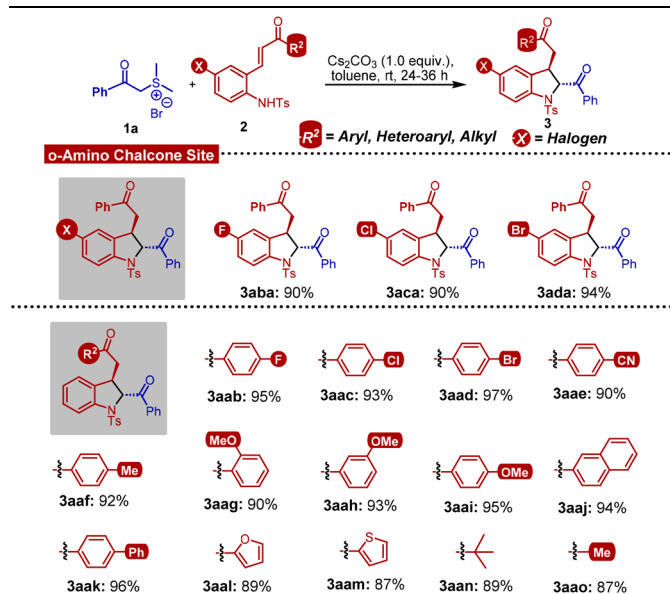 O
R²
O
Ph
S
+
Br
−
1a
+
X
O
R²
NHTs
2
Cs₂CO₃ (1.0 equiv.),
toluene, rt, 24-36 h
O
R²
X
O
N
Ts
Ph
3
R² = Aryl, Heteroaryl, Alkyl
X = Halogen
o-Amino Chalcone Site
Ph O X N O Ts Ph
Ph O F N O Ts Ph
3aba: 90%
Ph O Cl N O Ts Ph
3aca: 90%
Ph O Br N O Ts Ph
3ada: 94%
R² O N O Ts Ph
F
3aab: 95%
Cl
3aac: 93%
Br
3aad: 97%
CN
3aae: 90%
Me
3aaf: 92%
MeO
3aag: 90%
OMe
3aah: 93%
OMe
3aai: 95%
3aaj: 94%
Ph
3aak: 96%
O
3aal: 89%
S
3aam: 87%
3aan: 89%
Me
3aao: 87%